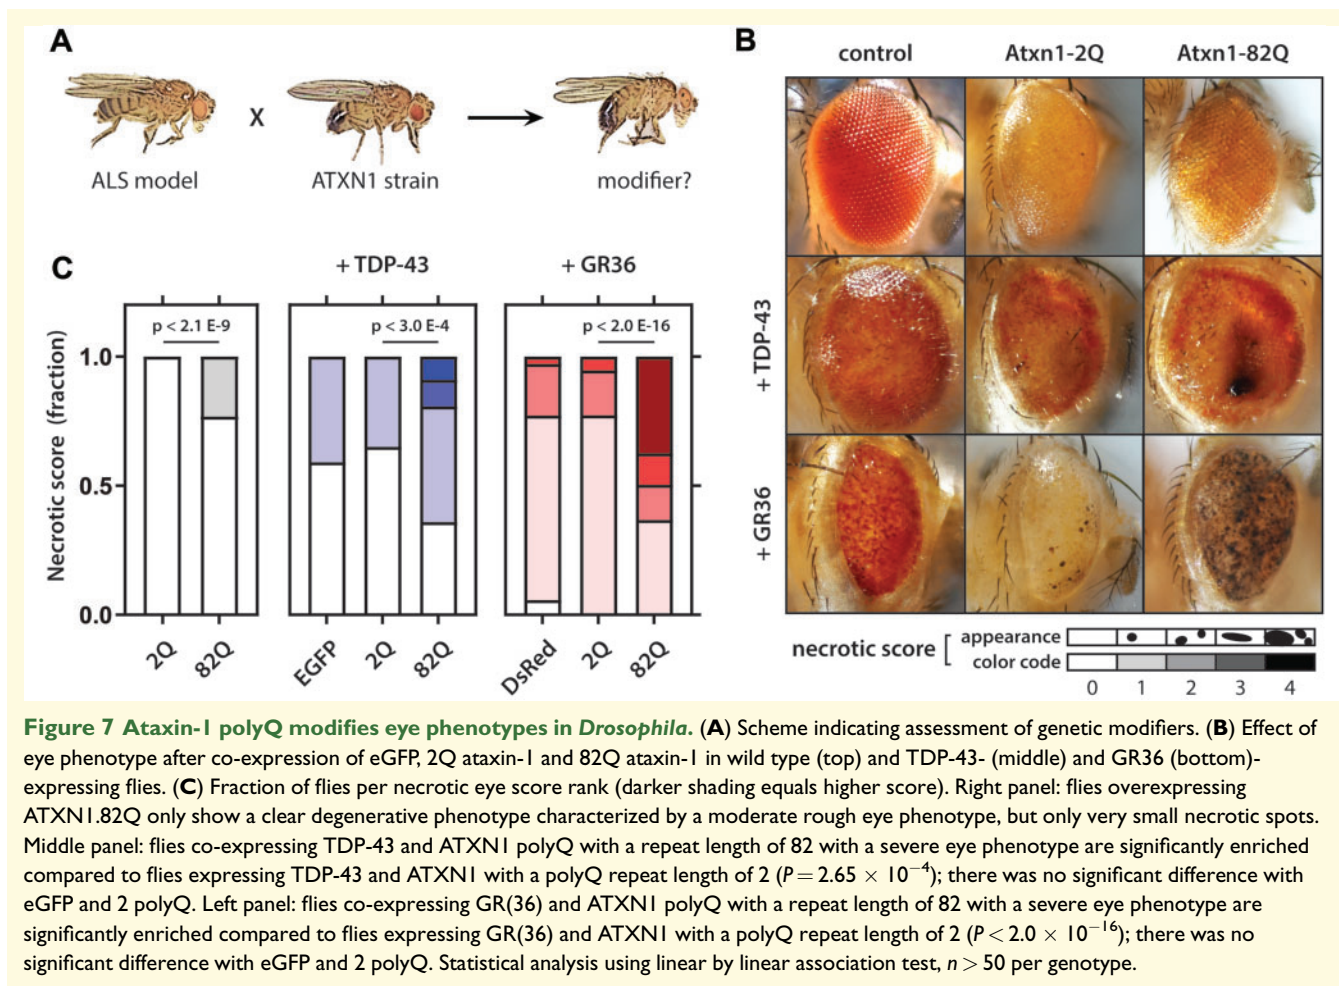 A
ALS model
X
ATXN1 strain
modifier?
B
control
Atxn1-2Q
Atxn1-82Q
+ TDP-43
+ GR36
necrotic score
appearance
color code
0 1 2 3 4
C
+ TDP-43
+ GR36
Necrotic score (fraction)
1.0
0.5
0.0
p < 2.1 E-9
p < 3.0 E-4
p < 2.0 E-16
2Q
82Q
EGFP
2Q
82Q
DsRed
2Q
82Q
Figure 7 Ataxin-1 polyQ modifies eye phenotypes in Drosophila. (A) Scheme indicating assessment of genetic modifiers. (B) Effect of
eye phenotype after co-expression of eGFP, 2Q ataxin-1 and 82Q ataxin-1 in wild type (top) and TDP-43- (middle) and GR36 (bottom)-
expressing flies. (C) Fraction of flies per necrotic eye score rank (darker shading equals higher score). Right panel: flies overexpressing
ATXN1.82Q only show a clear degenerative phenotype characterized by a moderate rough eye phenotype, but only very small necrotic spots.
Middle panel: flies co-expressing TDP-43 and ATXN1 polyQ with a repeat length of 82 with a severe eye phenotype are significantly enriched
compared to flies expressing TDP-43 and ATXN1 with a polyQ repeat length of 2 (P = 2.65 × 10⁻⁴); there was no significant difference with
eGFP and 2 polyQ. Left panel: flies co-expressing GR(36) and ATXN1 polyQ with a repeat length of 82 with a severe eye phenotype are
significantly enriched compared to flies expressing GR(36) and ATXN1 with a polyQ repeat length of 2 (P < 2.0 × 10⁻¹⁶); there was no
significant difference with eGFP and 2 polyQ. Statistical analysis using linear by linear association test, n > 50 per genotype.